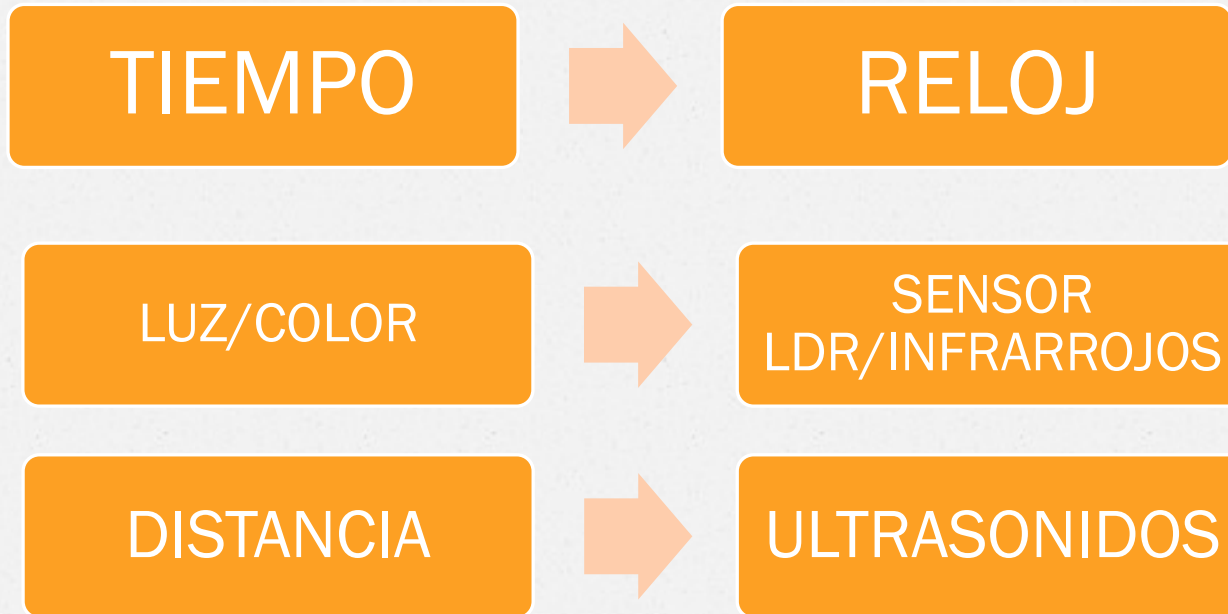 TIEMPO
RELOJ
LUZ/COLOR
SENSOR
LDR/INFRARROJOS
DISTANCIA
ULTRASONIDOS